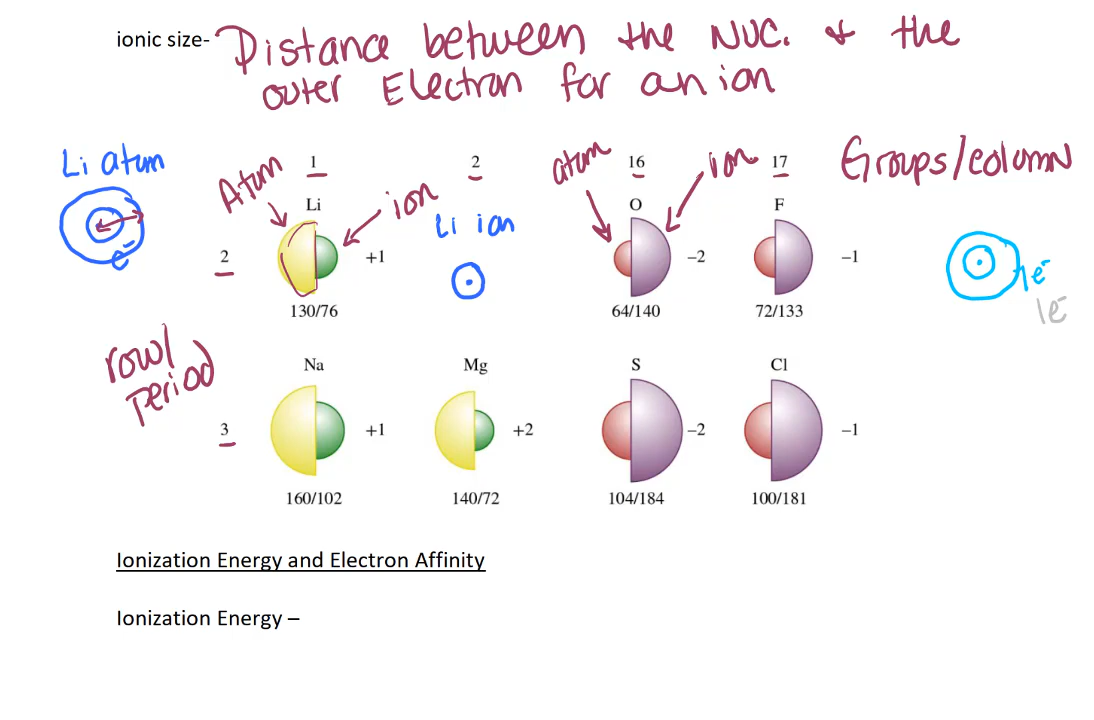 ionic size- Distance between the Nuc. & the
outer Electron for an ion
Li atom
e-
Atom
1
ion
2
atom
16
ion
17
Groups/column
Li
Li ion
O
F
2
+1
-2
-1
1e-
1e-
130/76
64/140
72/133
row/
Period
Na
Mg
S
Cl
3
+1
+2
-2
-1
160/102
140/72
104/184
100/181
Ionization Energy and Electron Affinity
Ionization Energy –